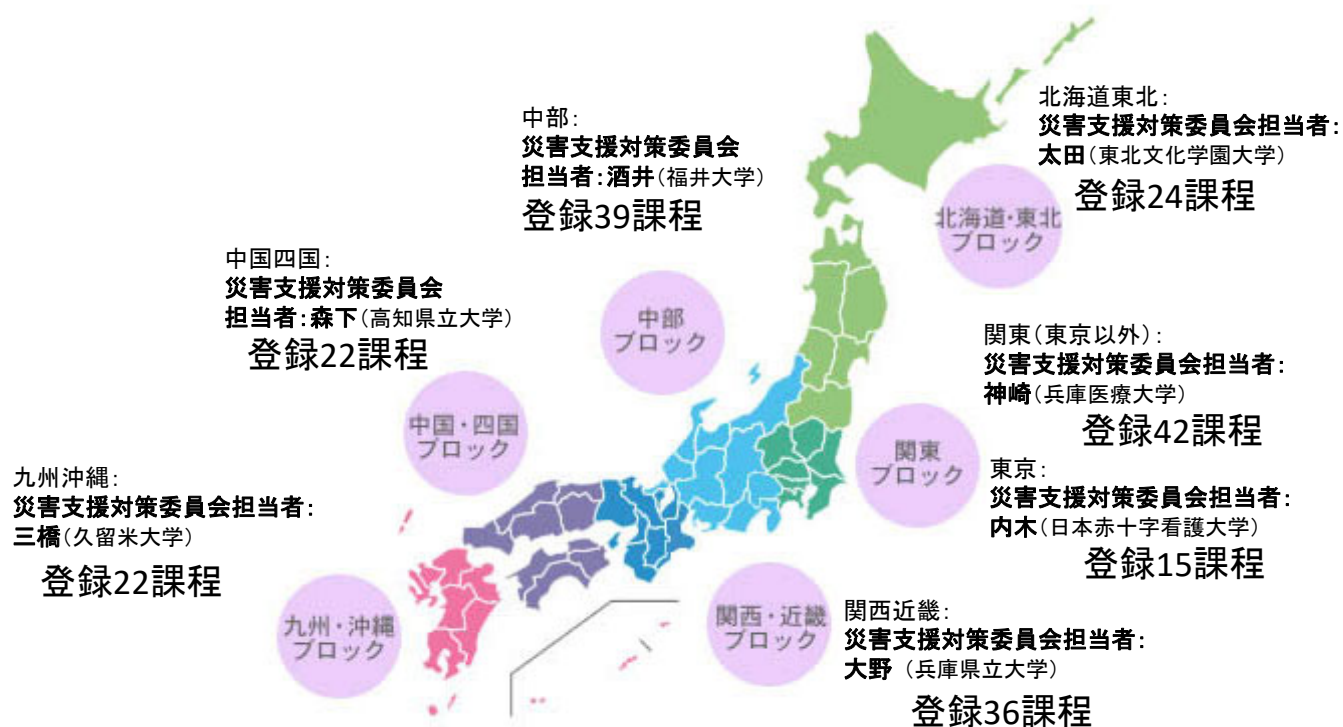 北海道東北：
災害支援対策委員会担当者：
太田（東北文化学園大学）
登録24課程
北海道・東北
ブロック
中部：
災害支援対策委員会
担当者：酒井（福井大学）
登録39課程
中部
ブロック
中国四国：
災害支援対策委員会
担当者：森下（高知県立大学）
登録22課程
中国・四国
ブロック
関東（東京以外）：
災害支援対策委員会担当者：
神崎（兵庫医療大学）
登録42課程
関東
ブロック
東京：
災害支援対策委員会担当者：
内木（日本赤十字看護大学）
登録15課程
九州沖縄：
災害支援対策委員会担当者：
三橋（久留米大学）
登録22課程
九州・沖縄
ブロック
関西・近畿
ブロック
関西近畿：
災害支援対策委員会担当者：
大野（兵庫県立大学）
登録36課程